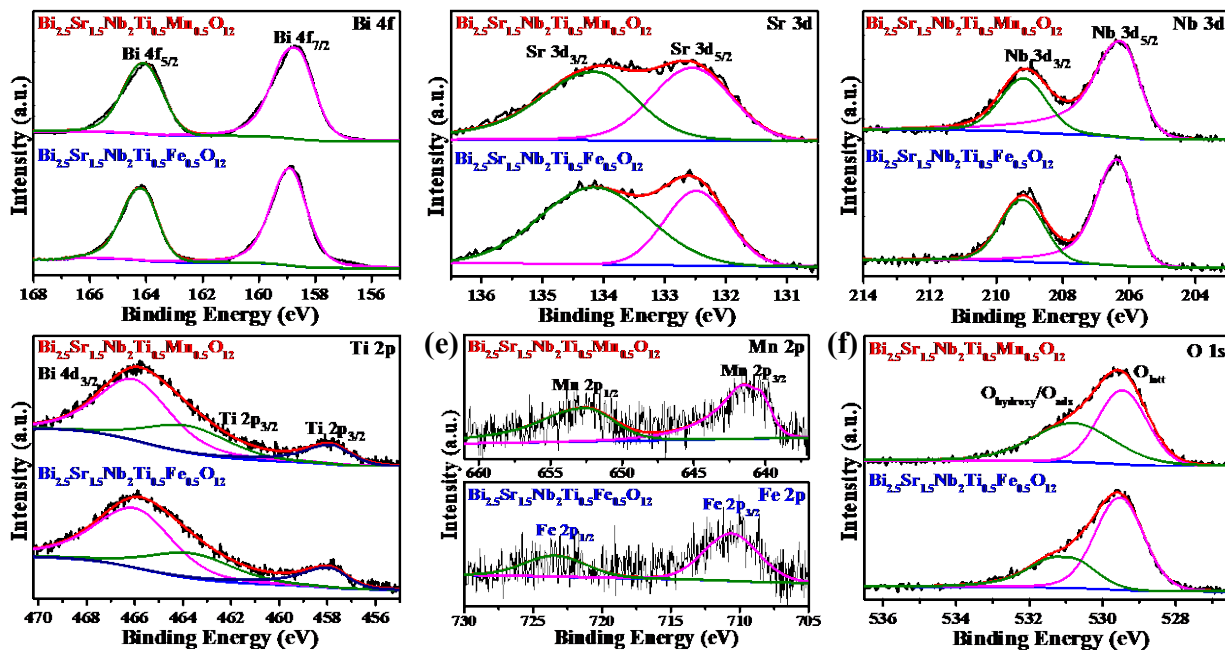 Bi2.5Sr1.5Nb2Ti0.5Mn0.5O12 Bi 4f
Bi 4f5/2 Bi 4f7/2
Bi2.5Sr1.5Nb2Ti0.5Fe0.5O12
Intensity (a.u.)
168 166 164 162 160 158 156
Binding Energy (eV)
Bi2.5Sr1.5Nb2Ti0.5Mn0.5O12 Sr 3d
Sr 3d3/2 Sr 3d5/2
Bi2.5Sr1.5Nb2Ti0.5Fe0.5O12
Intensity (a.u.)
136 135 134 133 132 131
Binding Energy (eV)
Bi2.5Sr1.5Nb2Ti0.5Mn0.5O12 Nb 3d
Nb 3d3/2 Nb 3d5/2
Bi2.5Sr1.5Nb2Ti0.5Fe0.5O12
Intensity (a.u.)
214 212 210 208 206 204
Binding Energy (eV)
Bi2.5Sr1.5Nb2Ti0.5Mn0.5O12 Ti 2p
Bi 4d3/2
Ti 2p3/2 Ti 2p3/2
Bi2.5Sr1.5Nb2Ti0.5Fe0.5O12
Intensity (a.u.)
470 468 466 464 462 460 458 456
Binding Energy (eV)
(e)
Bi2.5Sr1.5Nb2Ti0.5Mn0.5O12 Mn 2p
Mn 2p1/2 Mn 2p3/2
660 655 650 645 640
Bi2.5Sr1.5Nb2Ti0.5Fe0.5O12 Fe 2p
Fe 2p1/2 Fe 2p3/2
Intensity (a.u.)
730 725 720 715 710 705
Binding Energy (eV)
(f)
Bi2.5Sr1.5Nb2Ti0.5Mn0.5O12 O 1s
Ohydroxy/Oadx Olatt
Bi2.5Sr1.5Nb2Ti0.5Fe0.5O12
Intensity (a.u.)
536 534 532 530 528
Binding Energy (eV)